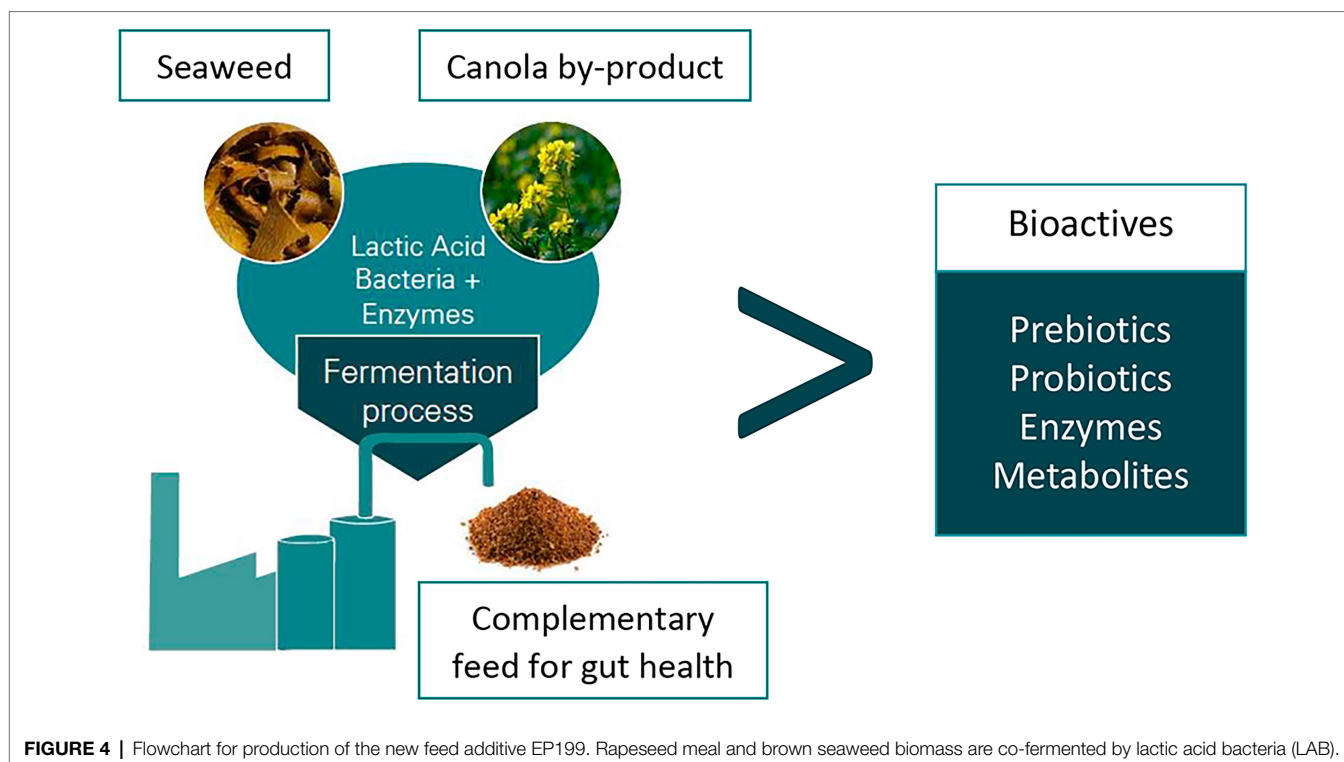 Seaweed
Canola by-product
Lactic Acid
Bacteria +
Enzymes
Fermentation
process
Complementary
feed for gut health
>
Bioactives
Prebiotics
Probiotics
Enzymes
Metabolites
FIGURE 4 | Flowchart for production of the new feed additive EP199. Rapeseed meal and brown seaweed biomass are co-fermented by lactic acid bacteria (LAB).